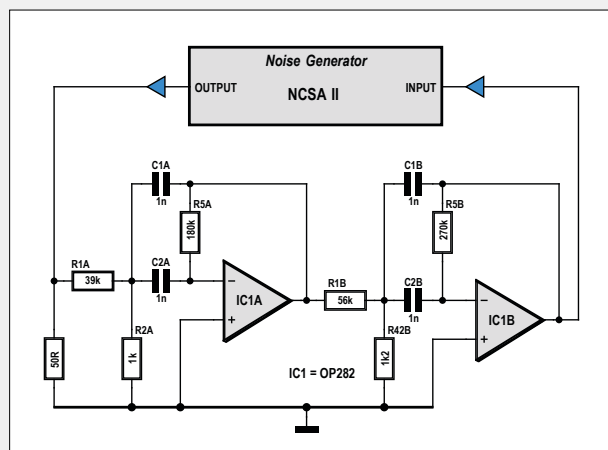 Noise Generator
OUTPUT
NCSA II
INPUT
C1A
1n
R5A
180k
R1A
39k
C2A
1n
IC1A
R2A
1k
50R
C1B
1n
R5B
270k
R1B
56k
C2B
1n
IC1B
R42B
1k2
IC1 = OP282